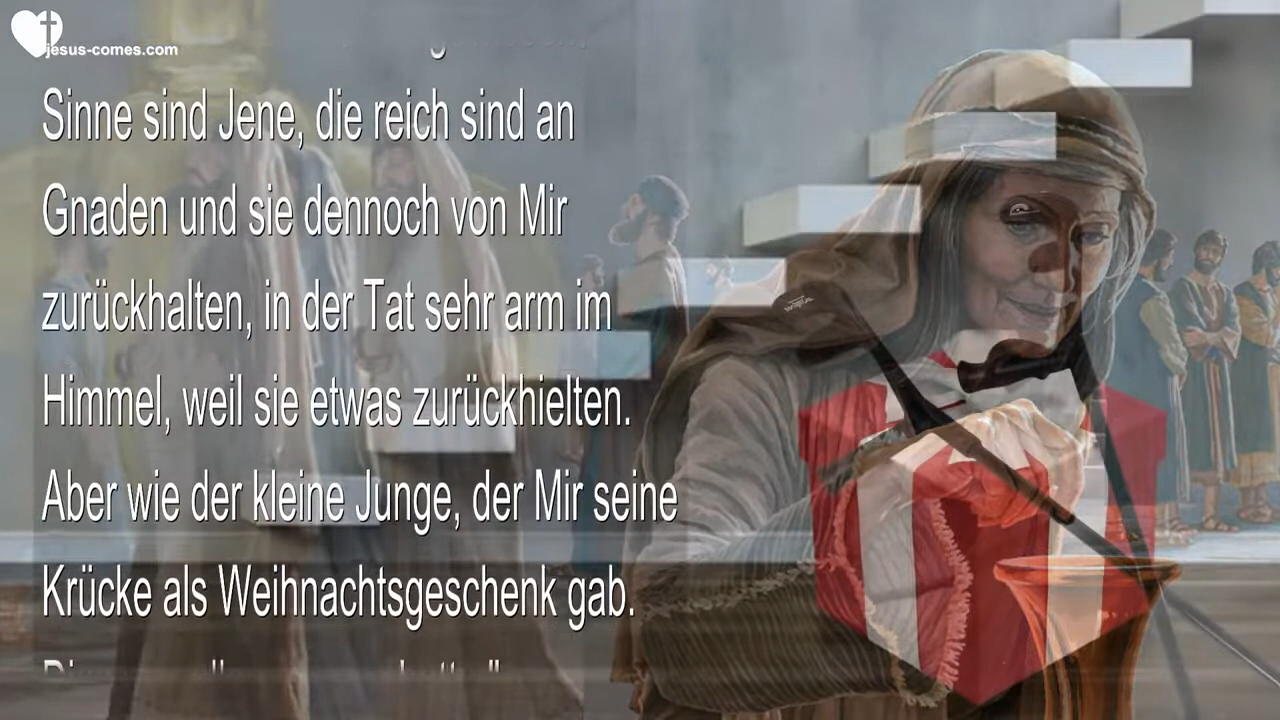 jesus-comes.com
Sinne sind Jene, die reich sind an
Gnaden und sie dennoch von Mir
zurückhalten, in der Tat sehr arm im
Himmel, weil sie etwas zurückhielten.
Aber wie der kleine Junge, der Mir seine
Krücke als Weihnachtsgeschenk gab.